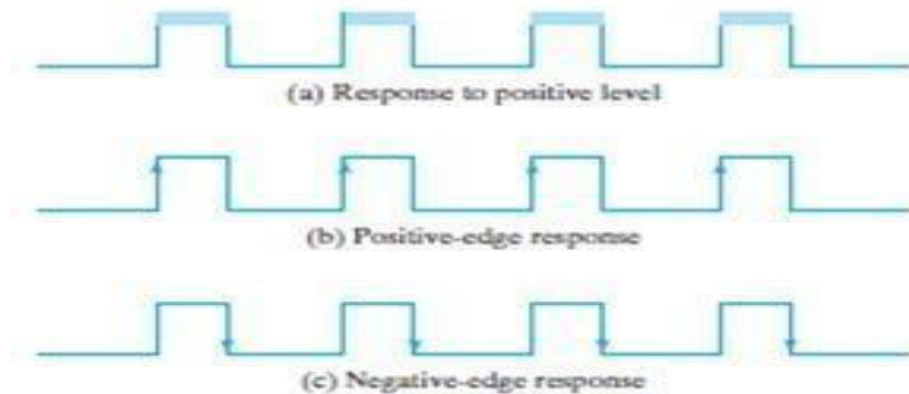 (a) Response to positive level
(b) Positive-edge response
(c) Negative-edge response